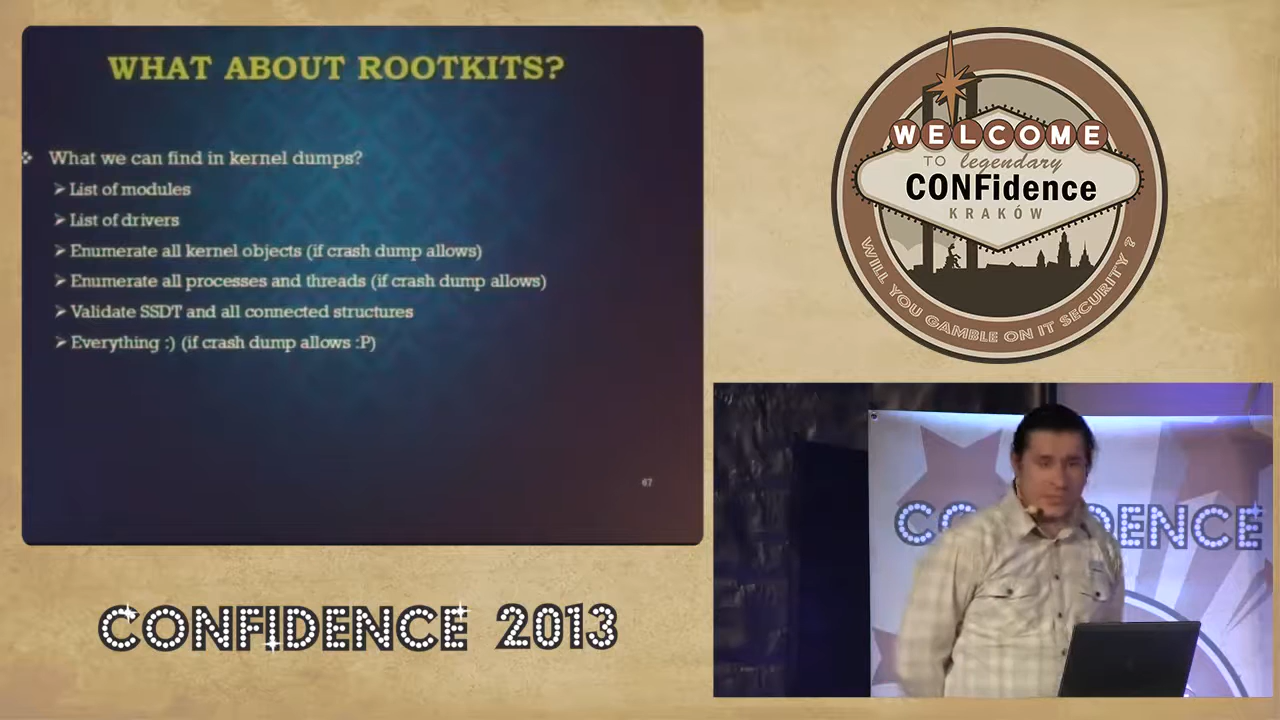 WHAT ABOUT ROOTKITS?
What we can find in kernel dumps?
List of modules
List of drivers
Enumerate all kernel objects (if crash dump allows)
Enumerate all processes and threads (if crash dump allows)
Validate SSDT and all connected structures
Everything :) (if crash dump allows :P)
67
CONFIDENCE 2013
WELCOME
TO legendary
CONFidence
KRAKÓW
WILL YOU GAMBLE ON IT SECURITY ?
CO ENCE